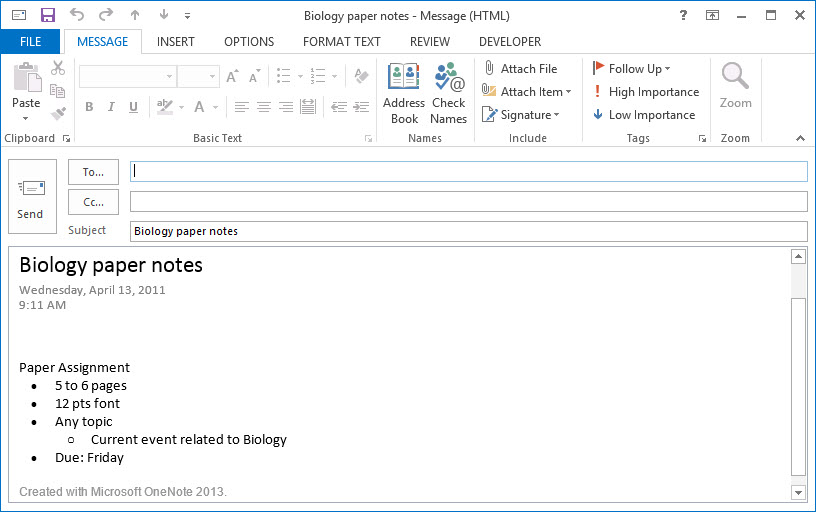 Biology paper notes - Message (HTML)
?
FILE MESSAGE INSERT OPTIONS FORMAT TEXT REVIEW DEVELOPER
Paste
Clipboard
A A
B I U ab A
Basic Text
Address Book
Check Names
Names
Attach File
Attach Item
Signature
Include
Follow Up
High Importance
Low Importance
Tags
Zoom
Zoom
Send
To...
Cc...
Subject Biology paper notes
Biology paper notes
Wednesday, April 13, 2011
9:11 AM
Paper Assignment
• 5 to 6 pages
• 12 pts font
• Any topic
○ Current event related to Biology
• Due: Friday
Created with Microsoft OneNote 2013.